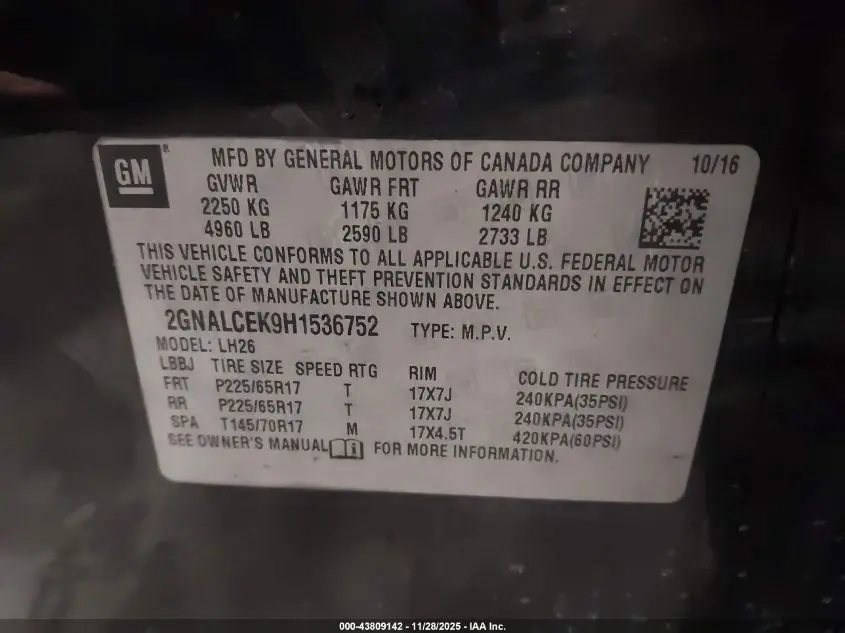 GM®
MFD BY GENERAL MOTORS OF CANADA COMPANY 10/16
GVWR GAWR FRT GAWR RR
2250 KG 1175 KG 1240 KG
4960 LB 2590 LB 2733 LB
THIS VEHICLE CONFORMS TO ALL APPLICABLE U.S. FEDERAL MOTOR
VEHICLE SAFETY AND THEFT PREVENTION STANDARDS IN EFFECT ON
THE DATE OF MANUFACTURE SHOWN ABOVE.
2GNALCEK9H1536752 TYPE: M.P.V.
MODEL: LH26
LBBJ TIRE SIZE SPEED RTG RIM COLD TIRE PRESSURE
FRT P225/65R17 T 17X7J 240KPA(35PSI)
RR P225/65R17 T 17X7J 240KPA(35PSI)
SPA T145/70R17 M 17X4.5T 420KPA(60PSI)
SEE OWNER'S MANUAL i FOR MORE INFORMATION.
000-43809142 - 11/28/2025 - IAA Inc.